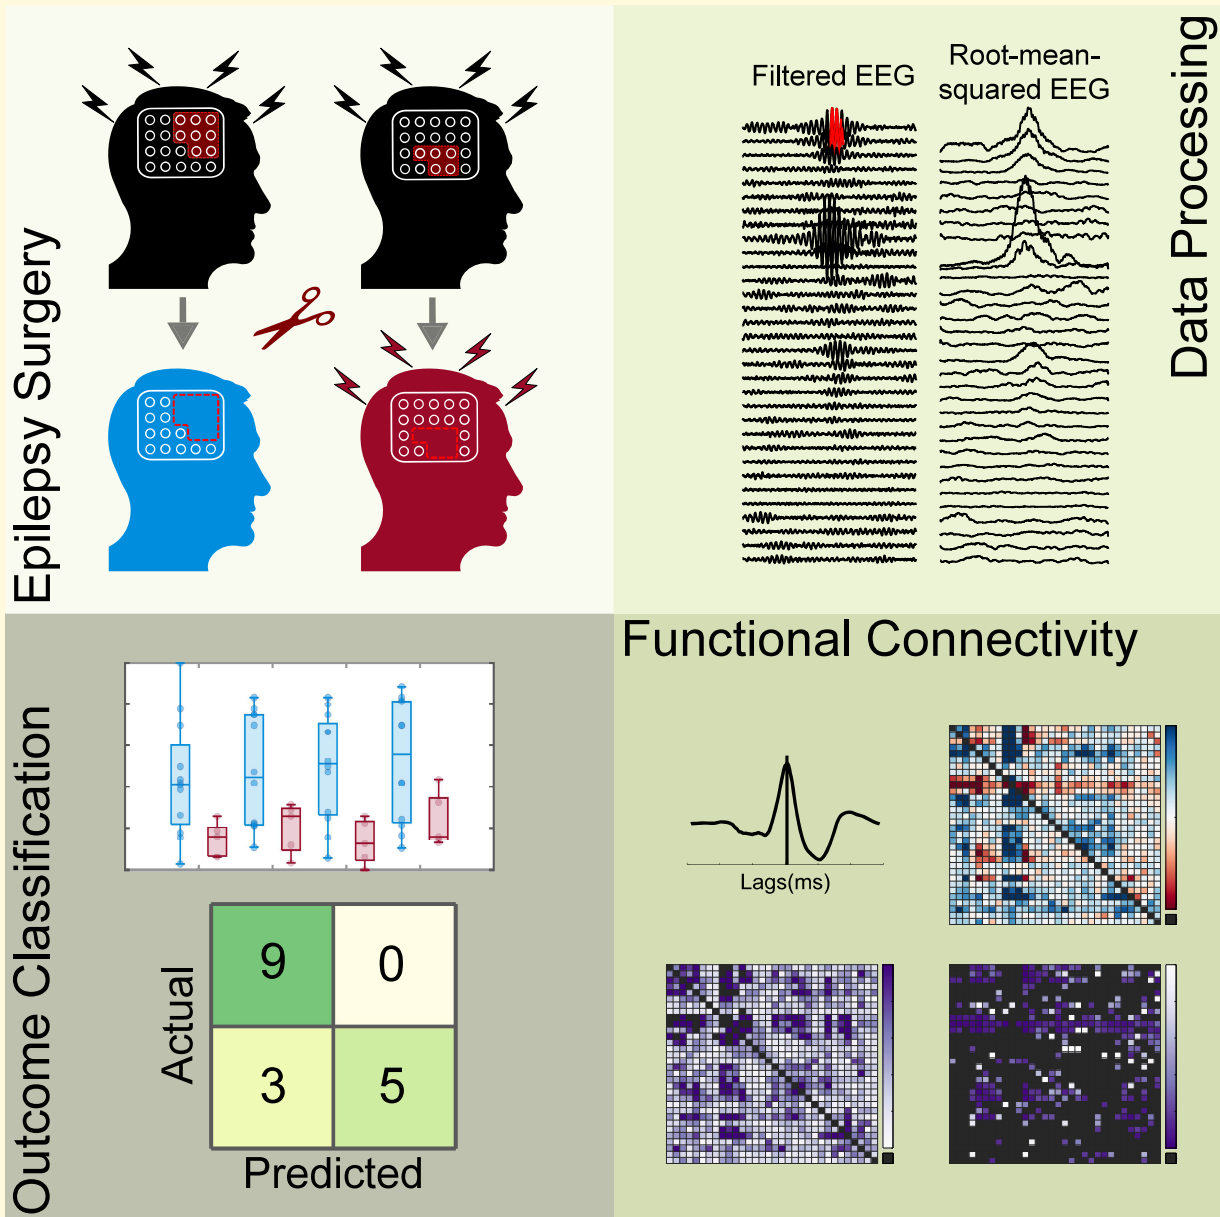 Epilepsy Surgery
Filtered EEG
Root-mean-
squared EEG
Data Processing
Outcome Classification
Actual
9
0
3
5
Predicted
Functional Connectivity
Lags(ms)